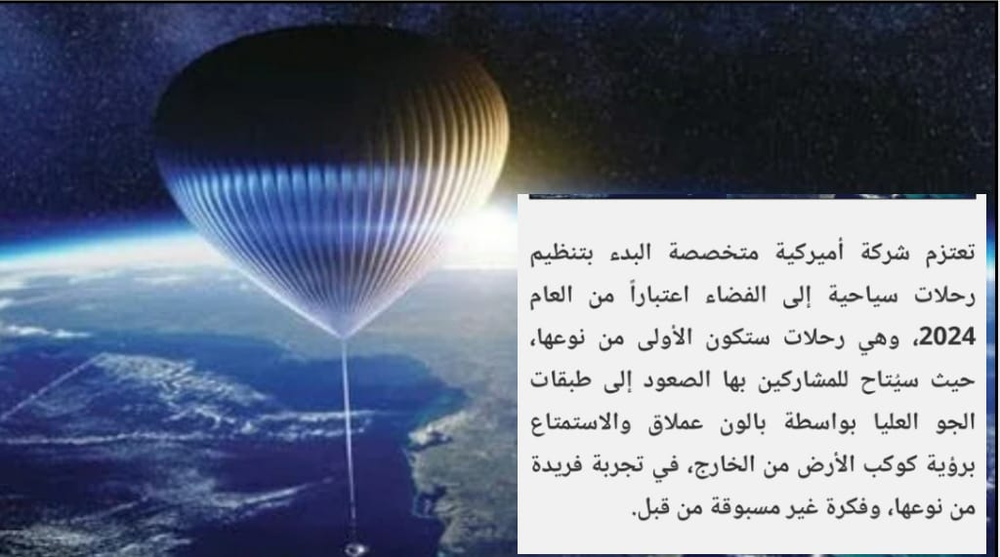 تعتزم شركة أميركية متخصصة البدء بتنظيم
رحلات سياحية إلى الفضاء اعتباراً من العام
2024، وهي رحلات ستكون الأولى من نوعها،
حيث سيُتاح للمشاركين بها الصعود إلى طبقات
الجو العليا بواسطة بالون عملاق والاستمتاع
برؤية كوكب الأرض من الخارج، في تجربة فريدة
من نوعها، وفكرة غير مسبوقة من قبل.